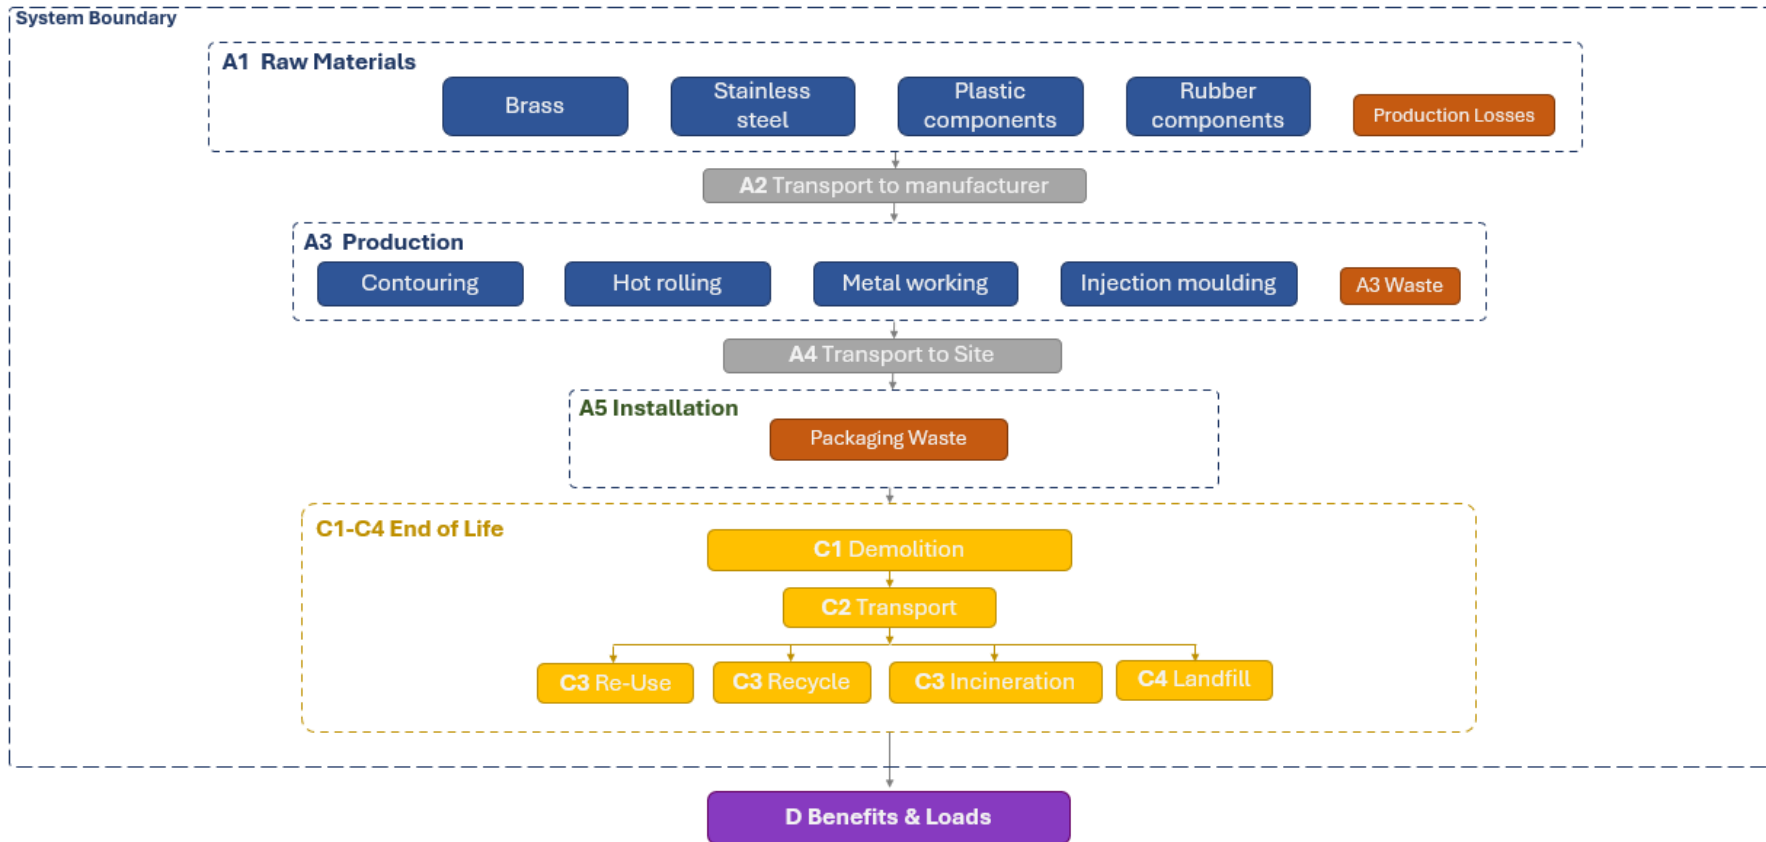 System Boundary
A1 Raw Materials
Brass
Stainless
steel
Plastic
components
Rubber
components
Production Losses
A2 Transport to manufacturer
A3 Production
Contouring
Hot rolling
Metal working
Injection moulding
A3 Waste
A4 Transport to Site
A5 Installation
Packaging Waste
C1-C4 End of Life
C1 Demolition
C2 Transport
C3 Re-Use
C3 Recycle
C3 Incineration
C4 Landfill
D Benefits & Loads